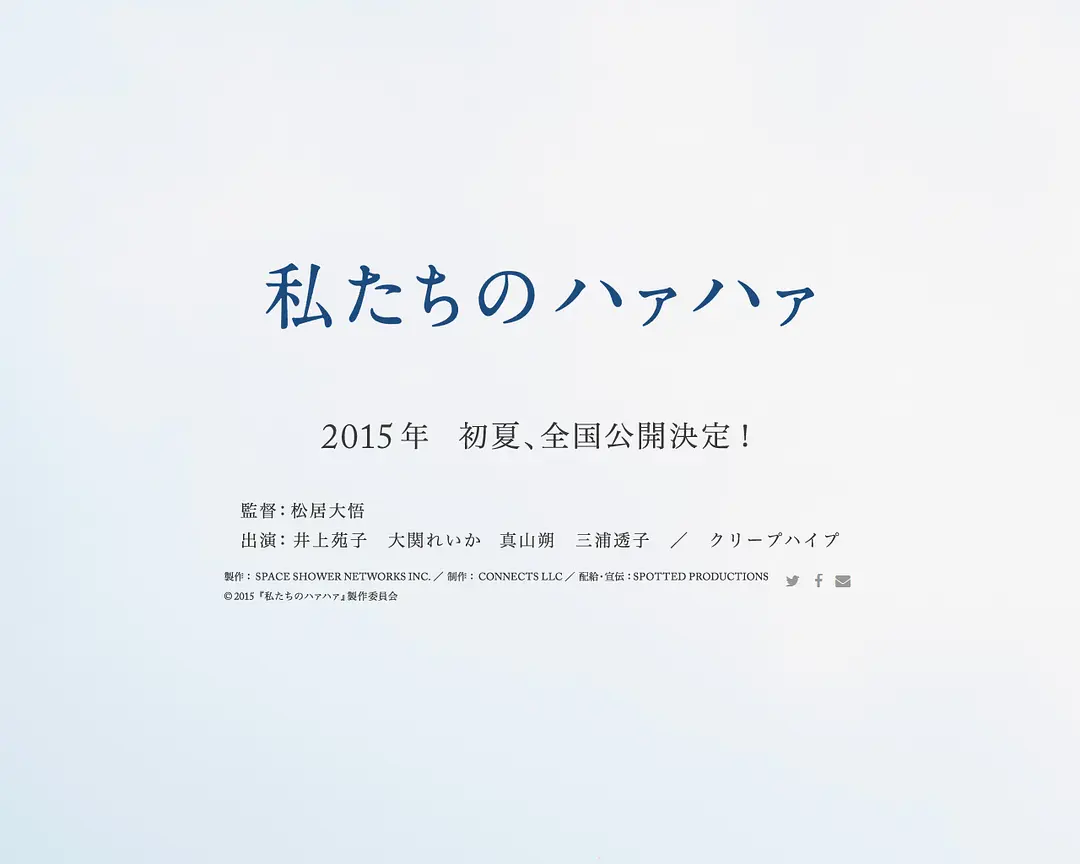 私たちのハァハァ
2015年　初夏、全国公開決定！
監督：松居大悟
出演：井上苑子　大関れいか　真山朔　三浦透子　／　クリープハイプ
製作：SPACE SHOWER NETWORKS INC.／制作：CONNECTS LLC／配給・宣伝：SPOTTED PRODUCTIONS
©2015『私たちのハァハァ』製作委員会